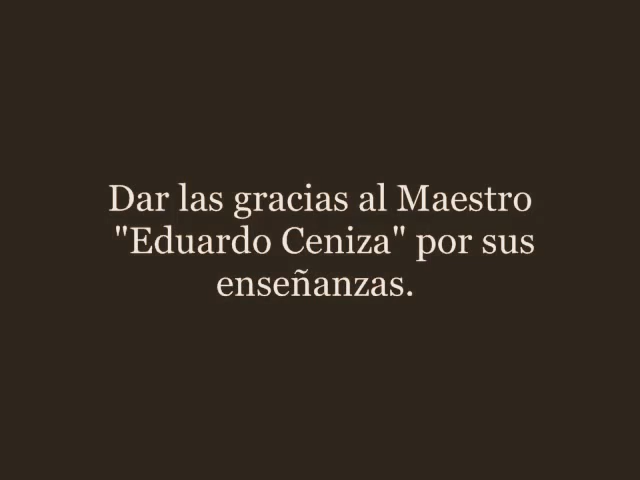 Dar las gracias al Maestro
"Eduardo Ceniza" por sus
enseñanzas.